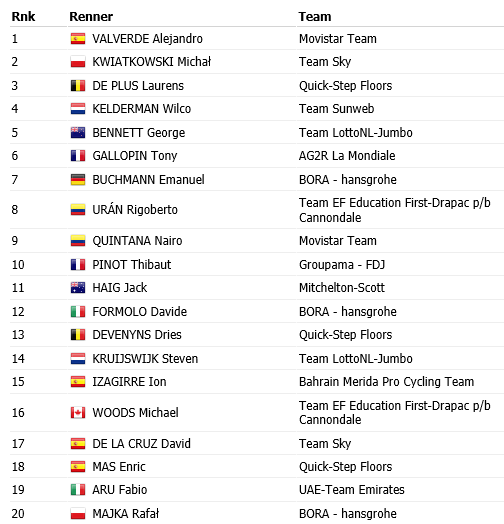 Rnk Renner Team
1 VALVERDE Alejandro Movistar Team
2 KWIATKOWSKI Michał Team Sky
3 DE PLUS Laurens Quick-Step Floors
4 KELDERMAN Wilco Team Sunweb
5 BENNETT George Team LottoNL-Jumbo
6 GALLOPIN Tony AG2R La Mondiale
7 BUCHMANN Emanuel BORA - hansgrohe
8 URÁN Rigoberto Team EF Education First-Drapac p/b
Cannondale
9 QUINTANA Nairo Movistar Team
10 PINOT Thibaut Groupama - FDJ
11 HAIG Jack Mitchelton-Scott
12 FORMOLO Davide BORA - hansgrohe
13 DEVENYNS Dries Quick-Step Floors
14 KRUIJSWIJK Steven Team LottoNL-Jumbo
15 IZAGIRRE Ion Bahrain Merida Pro Cycling Team
16 WOODS Michael Team EF Education First-Drapac p/b
Cannondale
17 DE LA CRUZ David Team Sky
18 MAS Enric Quick-Step Floors
19 ARU Fabio UAE-Team Emirates
20 MAJKA Rafał BORA - hansgrohe